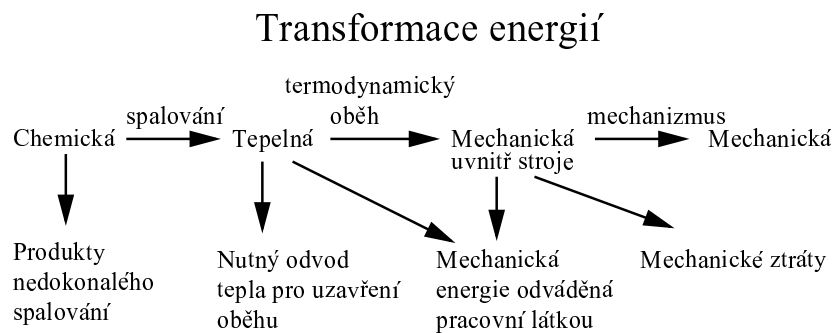 Transformace energií
termodynamický
oběh
spalování
mechanizmus
Chemická
Tepelná
Mechanická
uvnitř stroje
Mechanická
Produkty
nedokonalého
spalování
Nutný odvod
tepla pro uzavření
oběhu
Mechanická
energie odváděná
pracovní látkou
Mechanické ztráty